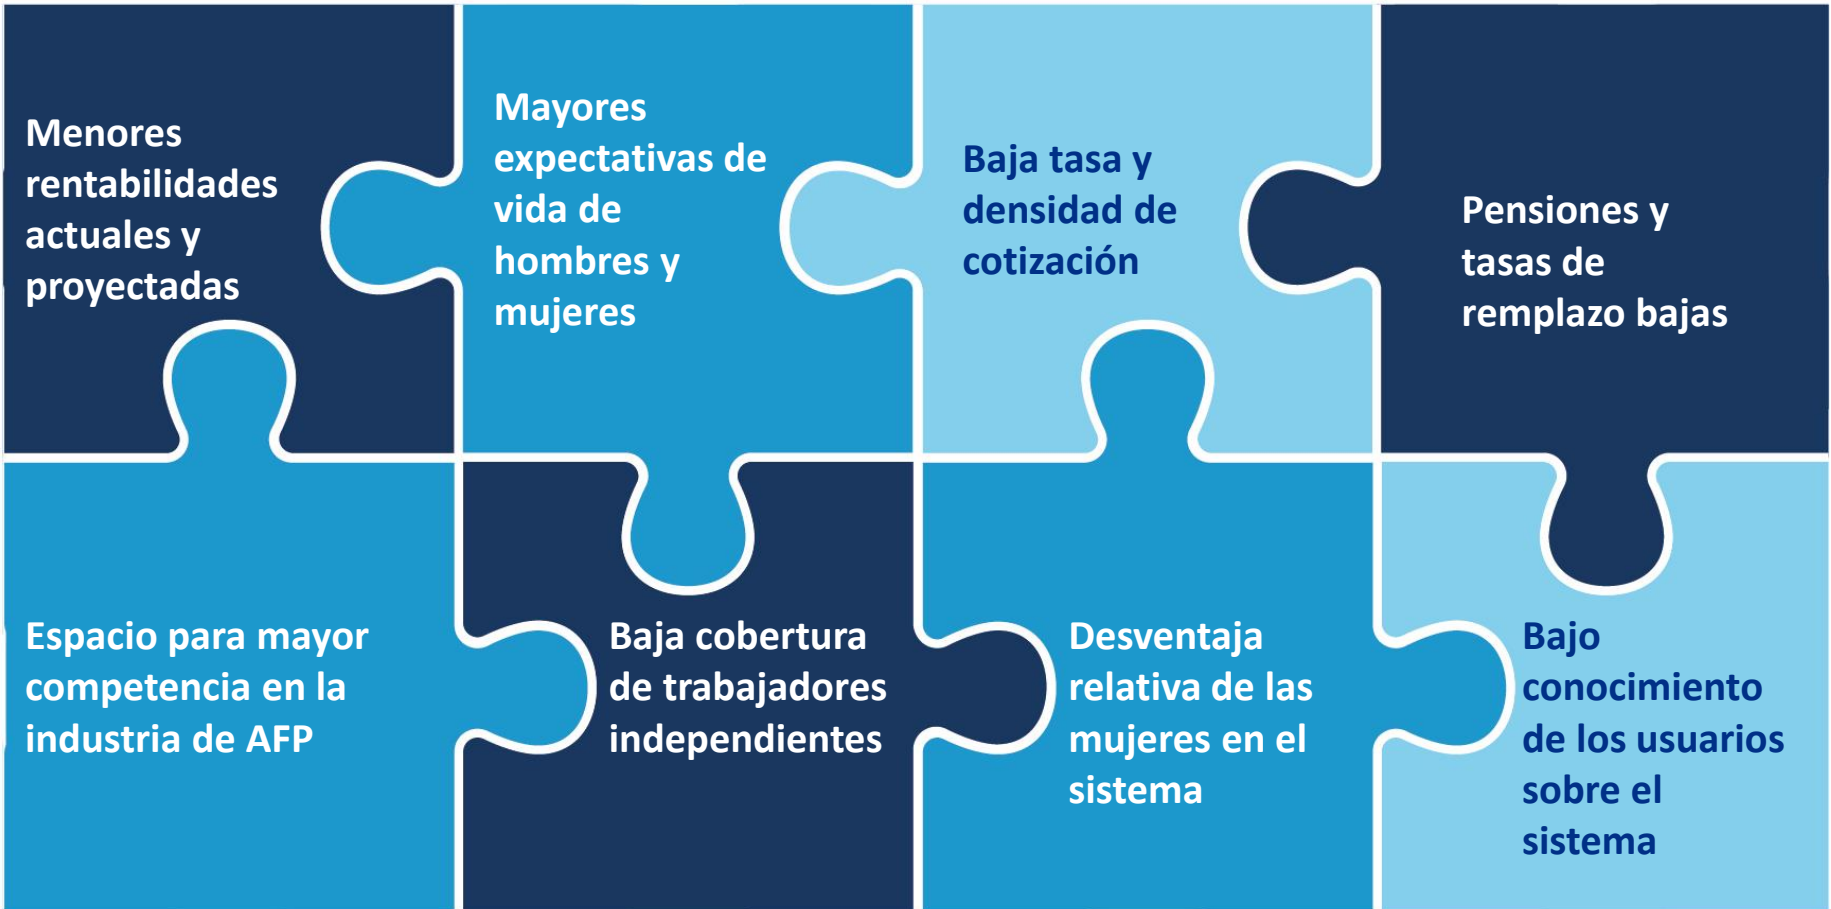 Menores
rentabilidades
actuales y
proyectadas
Mayores
expectativas de
vida de
hombres y
mujeres
Baja tasa y
densidad de
cotización
Pensiones y
tasas de
remplazo bajas
Espacio para mayor
competencia en la
industria de AFP
Baja cobertura
de trabajadores
independientes
Desventaja
relativa de las
mujeres en el
sistema
Bajo
conocimiento
de los usuarios
sobre el
sistema